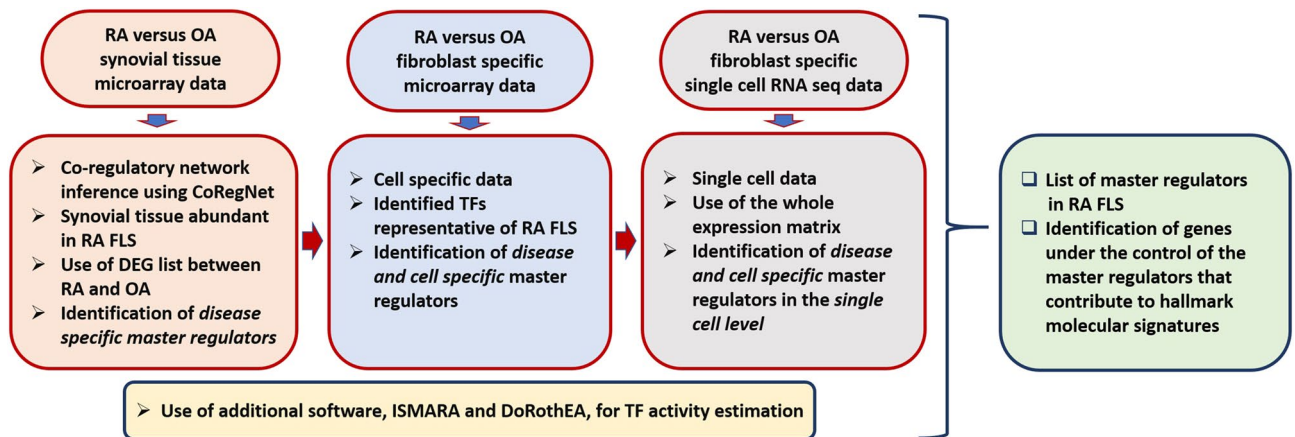 RA versus OA
synovial tissue
microarray data
RA versus OA
fibroblast specific
microarray data
RA versus OA
fibroblast specific
single cell RNA seq data
➢ Co-regulatory network
inference using CoRegNet
➢ Synovial tissue abundant
in RA FLS
➢ Use of DEG list between
RA and OA
➢ Identification of disease
specific master regulators
➢ Cell specific data
➢ Identified TFs
representative of RA FLS
➢ Identification of disease
and cell specific master
regulators
➢ Single cell data
➢ Use of the whole
expression matrix
➢ Identification of disease
and cell specific master
regulators in the single
cell level
❑ List of master regulators
in RA FLS
❑ Identification of genes
under the control of the
master regulators that
contribute to hallmark
molecular signatures
➢ Use of additional software, ISMARA and DoRothEA, for TF activity estimation